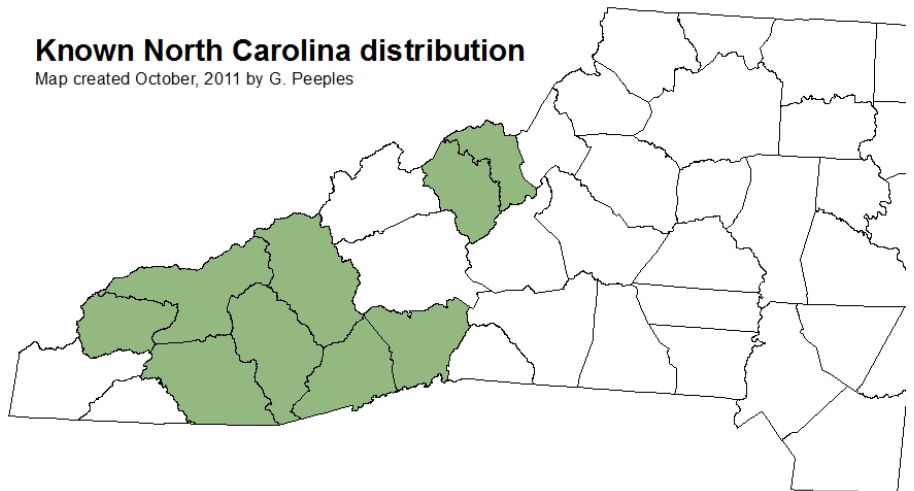 Known North Carolina distribution
Map created October, 2011 by G. Peeples